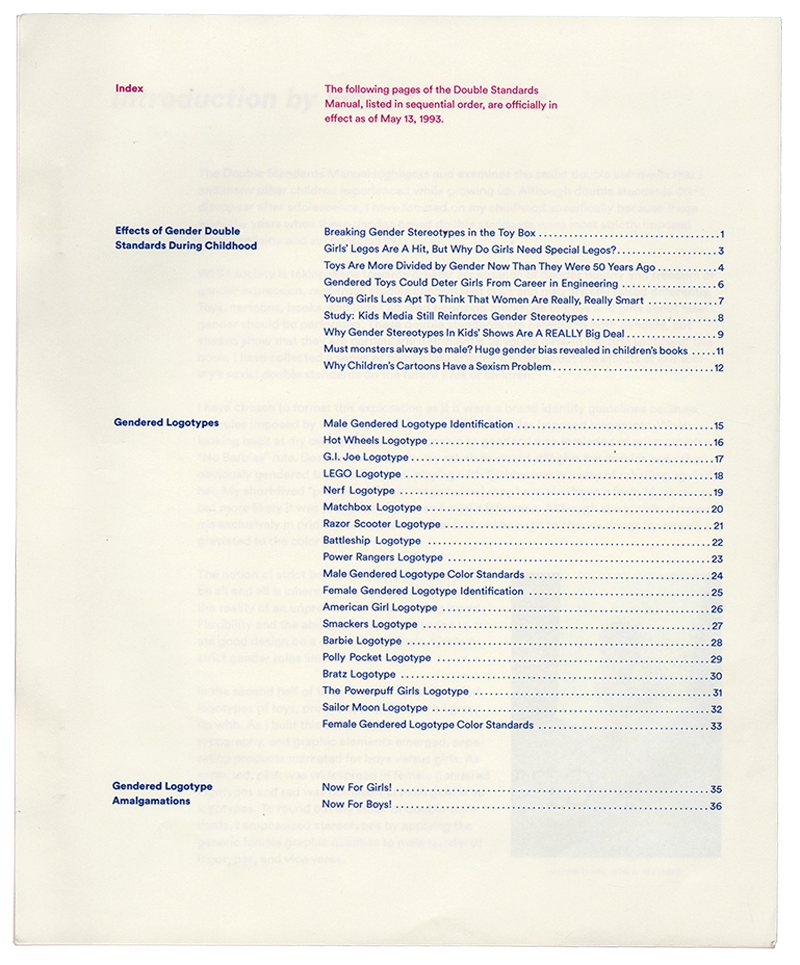 Index
The following pages of the Double Standards
Manual, listed in sequential order, are officially in
effect as of May 13, 1993.
Effects of Gender Double
Standards During Childhood
Breaking Gender Stereotypes in the Toy Box ..............................1
Girls' Legos Are A Hit, But Why Do Girls Need Special Legos?.................3
Toys Are More Divided by Gender Now Than They Were 50 Years Ago ..........4
Gendered Toys Could Deter Girls From Career in Engineering ................6
Young Girls Less Apt To Think That Women Are Really, Really Smart ...........7
Study: Kids Media Still Reinforces Gender Stereotypes .....................8
Why Gender Stereotypes In Kids' Shows Are A REALLY Big Deal ...............9
Must monsters always be male? Huge gender bias revealed in children's books .....11
Why Children's Cartoons Have a Sexism Problem ...........................12
Gendered Logotypes
Male Gendered Logotype Identification ................................15
Hot Wheels Logotype ................................................16
G.I. Joe Logotype ...................................................17
LEGO Logotype ....................................................18
Nerf Logotype .....................................................19
Matchbox Logotype ................................................20
Razor Scooter Logotype .............................................21
Battleship Logotype ................................................22
Power Rangers Logotype ............................................23
Male Gendered Logotype Color Standards ..............................24
Female Gendered Logotype Identification ..............................25
American Girl Logotype .............................................26
Smackers Logotype .................................................27
Barbie Logotype ...................................................28
Polly Pocket Logotype ..............................................29
Bratz Logotype ....................................................30
The Powerpuff Girls Logotype ........................................31
Sailor Moon Logotype ...............................................32
Female Gendered Logotype Color Standards ............................33
Gendered Logotype
Amalgamations
Now For Girls! .....................................................35
Now For Boys! .....................................................36